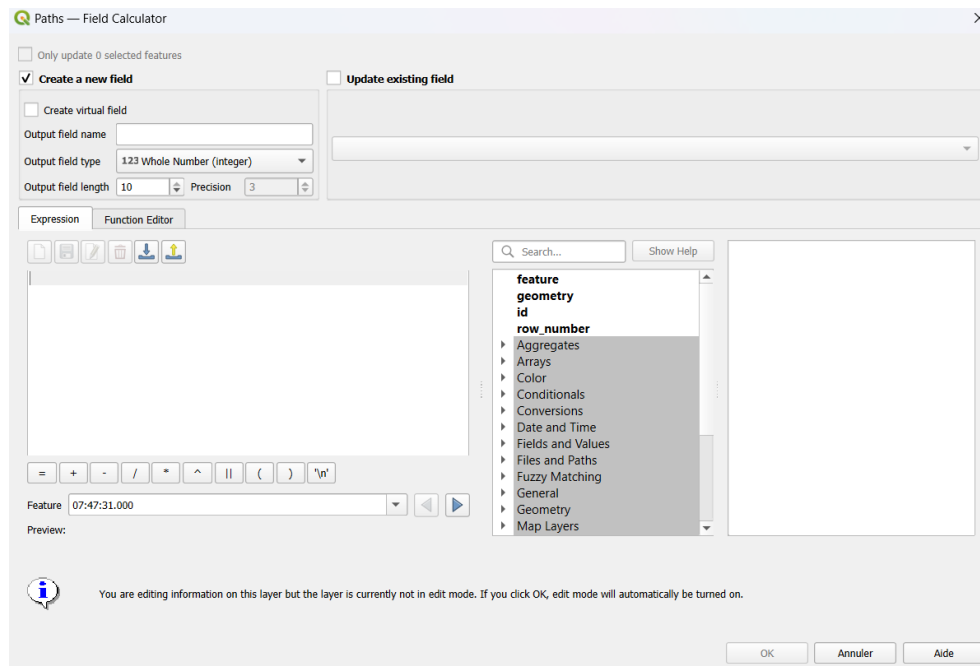 Paths — Field Calculator
Only update 0 selected features
Create a new field
Update existing field
Create virtual field
Output field name
Output field type 123 Whole Number (integer)
Output field length 10 Precision 3
Expression Function Editor
Search... Show Help
feature
geometry
id
row_number
Aggregates
Arrays
Color
Conditionals
Conversions
Date and Time
Fields and Values
Files and Paths
Fuzzy Matching
General
Geometry
Map Layers
= + - / * ^ || ( ) '\n'
Feature 07:47:31.000
Preview:
You are editing information on this layer but the layer is currently not in edit mode. If you click OK, edit mode will automatically be turned on.
OK Annuler Aide